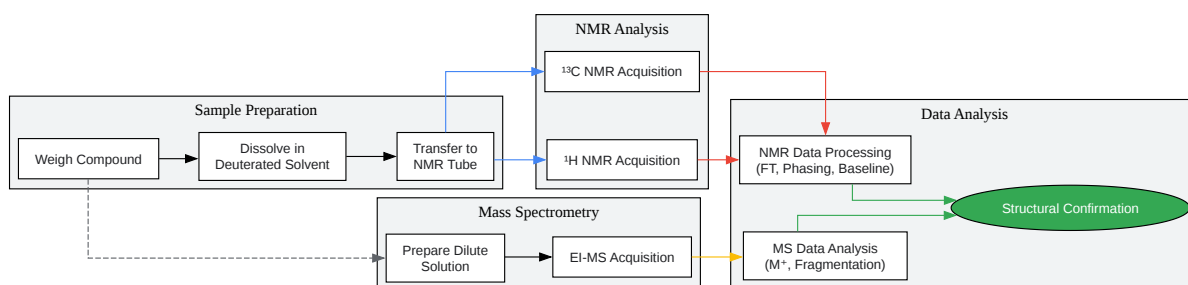 NMR Analysis
¹³C NMR Acquisition
¹H NMR Acquisition
Sample Preparation
Weigh Compound
Dissolve in
Deuterated Solvent
Transfer to
NMR Tube
Data Analysis
NMR Data Processing
(FT, Phasing, Baseline)
Structural Confirmation
MS Data Analysis
(M⁺, Fragmentation)
Mass Spectrometry
Prepare Dilute
Solution
EI-MS Acquisition